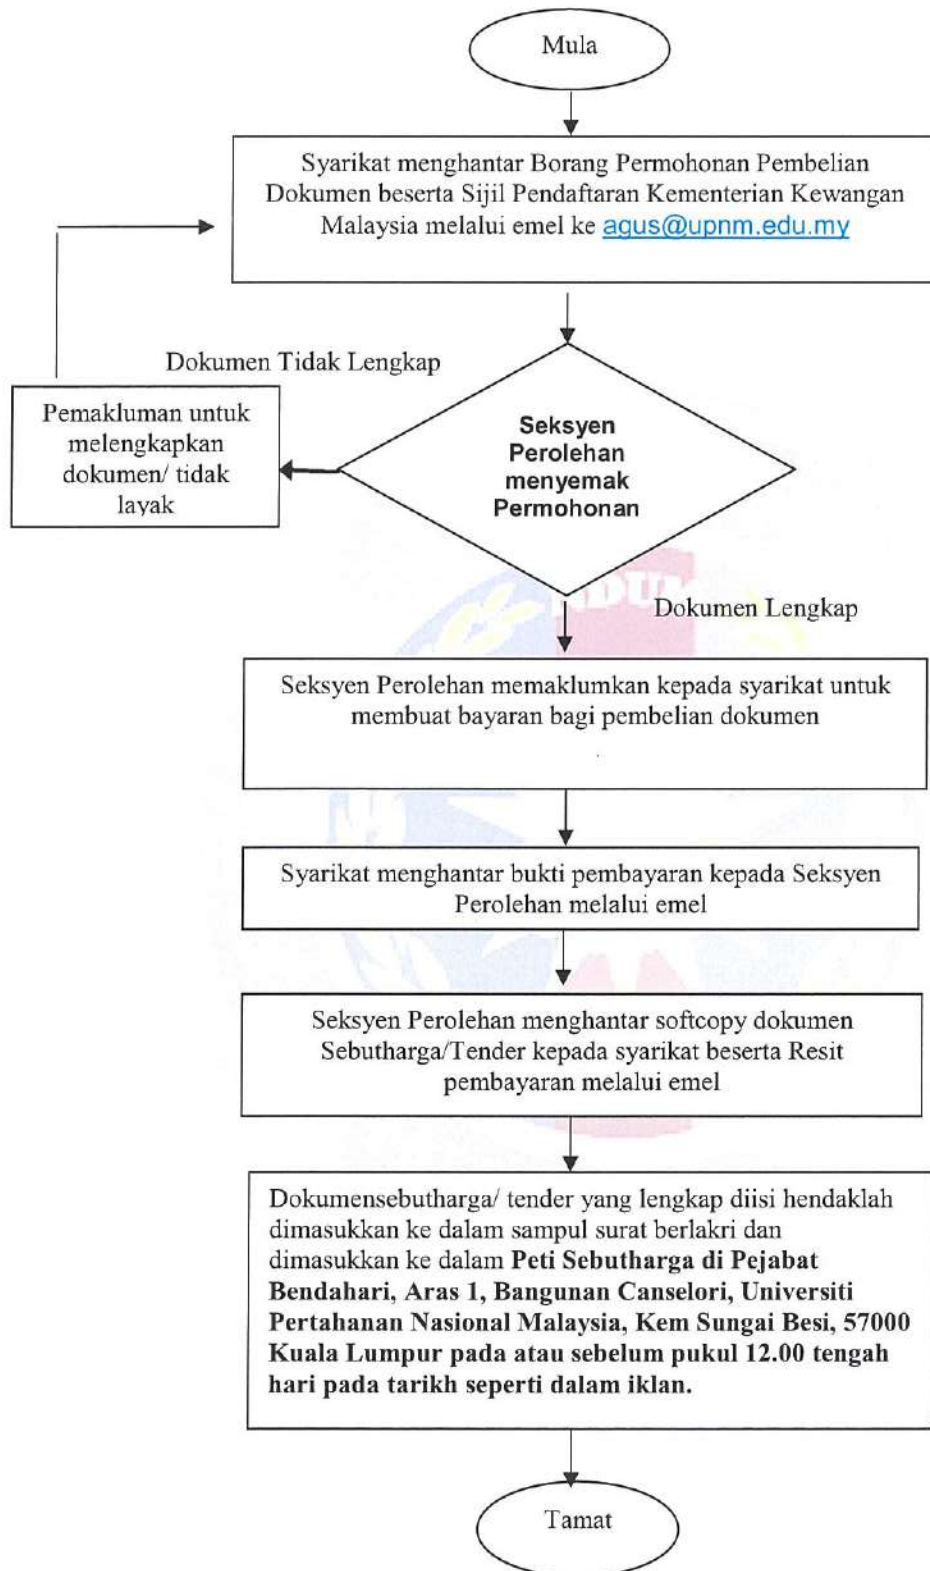 Mula
Syarikat menghantar Borang Permohonan Pembelian
Dokumen beserta Sijil Pendaftaran Kementerian Kewangan
Malaysia melalui emel ke agus@upnm.edu.my
Dokumen Tidak Lengkap
Pemakluman untuk
melengkapkan
dokumen/ tidak
layak
Seksyen
Perolehan
menyemak
Permohonan
Dokumen Lengkap
Seksyen Perolehan memaklumkan kepada syarikat untuk
membuat bayaran bagi pembelian dokumen
Syarikat menghantar bukti pembayaran kepada Seksyen
Perolehan melalui emel
Seksyen Perolehan menghantar softcopy dokumen
Sebutharga/Tender kepada syarikat beserta Resit
pembayaran melalui emel
Dokumensebutharga/ tender yang lengkap diisi hendaklah
dimasukkan ke dalam sampul surat berlakri dan
dimasukkan ke dalam Peti Sebutharga di Pejabat
Bendahari, Aras 1, Bangunan Canselori, Universiti
Pertahanan Nasional Malaysia, Kem Sungai Besi, 57000
Kuala Lumpur pada atau sebelum pukul 12.00 tengah
hari pada tarikh seperti dalam iklan.
Tamat